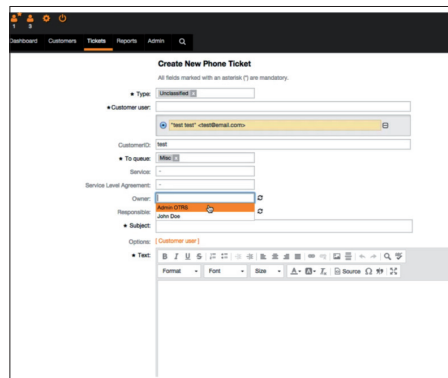 1 3
Dashboard Customers Tickets Reports Admin
Create New Phone Ticket
All fields marked with an asterisk (*) are mandatory.
* Type: Unclassified
* Customer user:
"test test" <test@email.com>
CustomerID: test
* To queue: Misc
Service: -
Service Level Agreement: -
Owner:
Admin OTRS
Responsible:
John Doe
* Subject:
Options: [ Customer user ]
* Text: B I U S
Format Font Size A A Source Ω